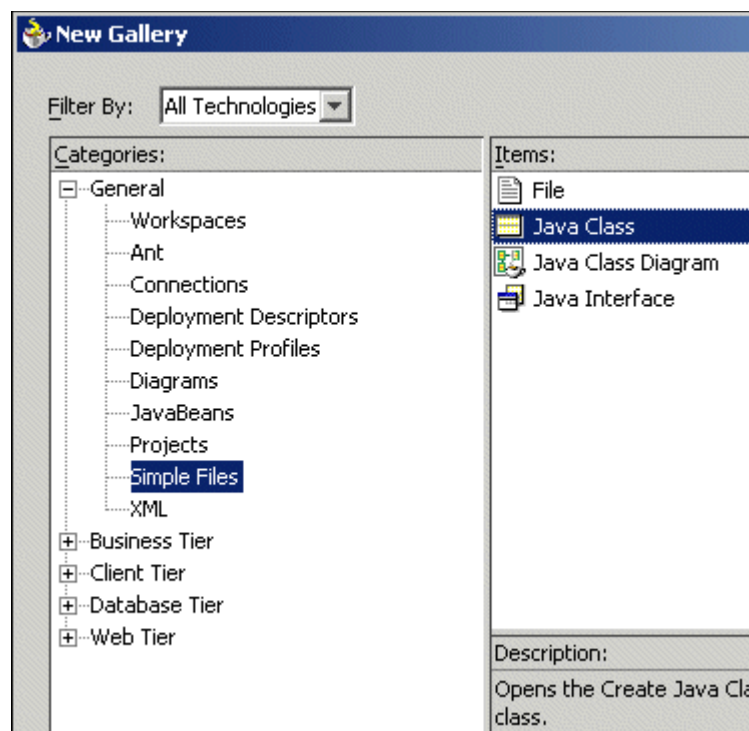 New Gallery
Filter By: All Technologies
Categories:
General
Workspaces
Ant
Connections
Deployment Descriptors
Deployment Profiles
Diagrams
JavaBeans
Projects
Simple Files
XML
Business Tier
Client Tier
Database Tier
Web Tier
Items:
File
Java Class
Java Class Diagram
Java Interface
Description:
Opens the Create Java Cla
class.